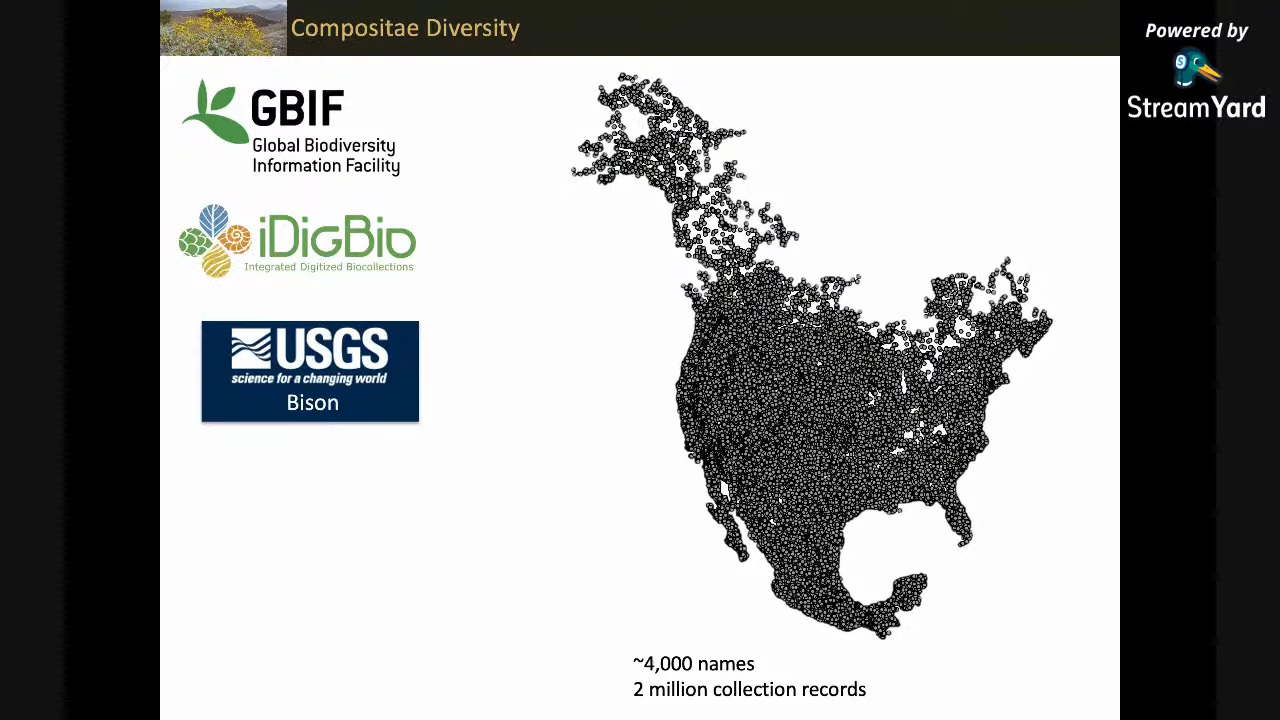 Compositae Diversity
Powered by
StreamYard
GBIF
Global Biodiversity
Information Facility
iDigBio
Integrated Digitized Biocollections
USGS
science for a changing world
Bison
~4,000 names
2 million collection records